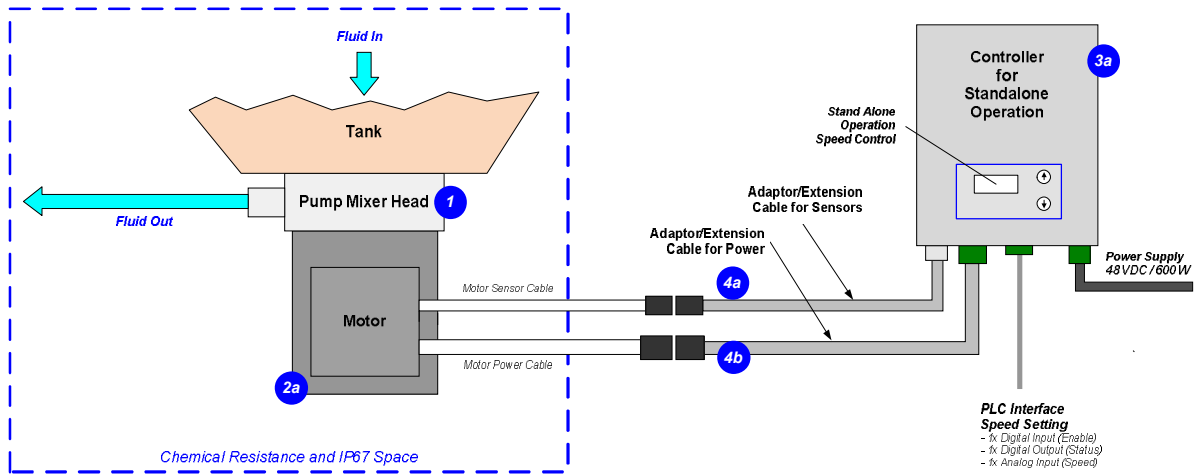 Fluid In
Tank
Pump Mixer Head
1
Fluid Out
Motor
2a
Motor Sensor Cable
Motor Power Cable
Chemical Resistance and IP67 Space
Adaptor/Extension
Cable for Sensors
Adaptor/Extension
Cable for Power
4a
4b
Controller
for
Standalone
Operation
3a
Stand Alone
Operation
Speed Control
Power Supply
48VDC / 600W
PLC Interface
Speed Setting
- 1x Digital Input (Enable)
- 1x Digital Output (Status)
- 1x Analog Input (Speed)